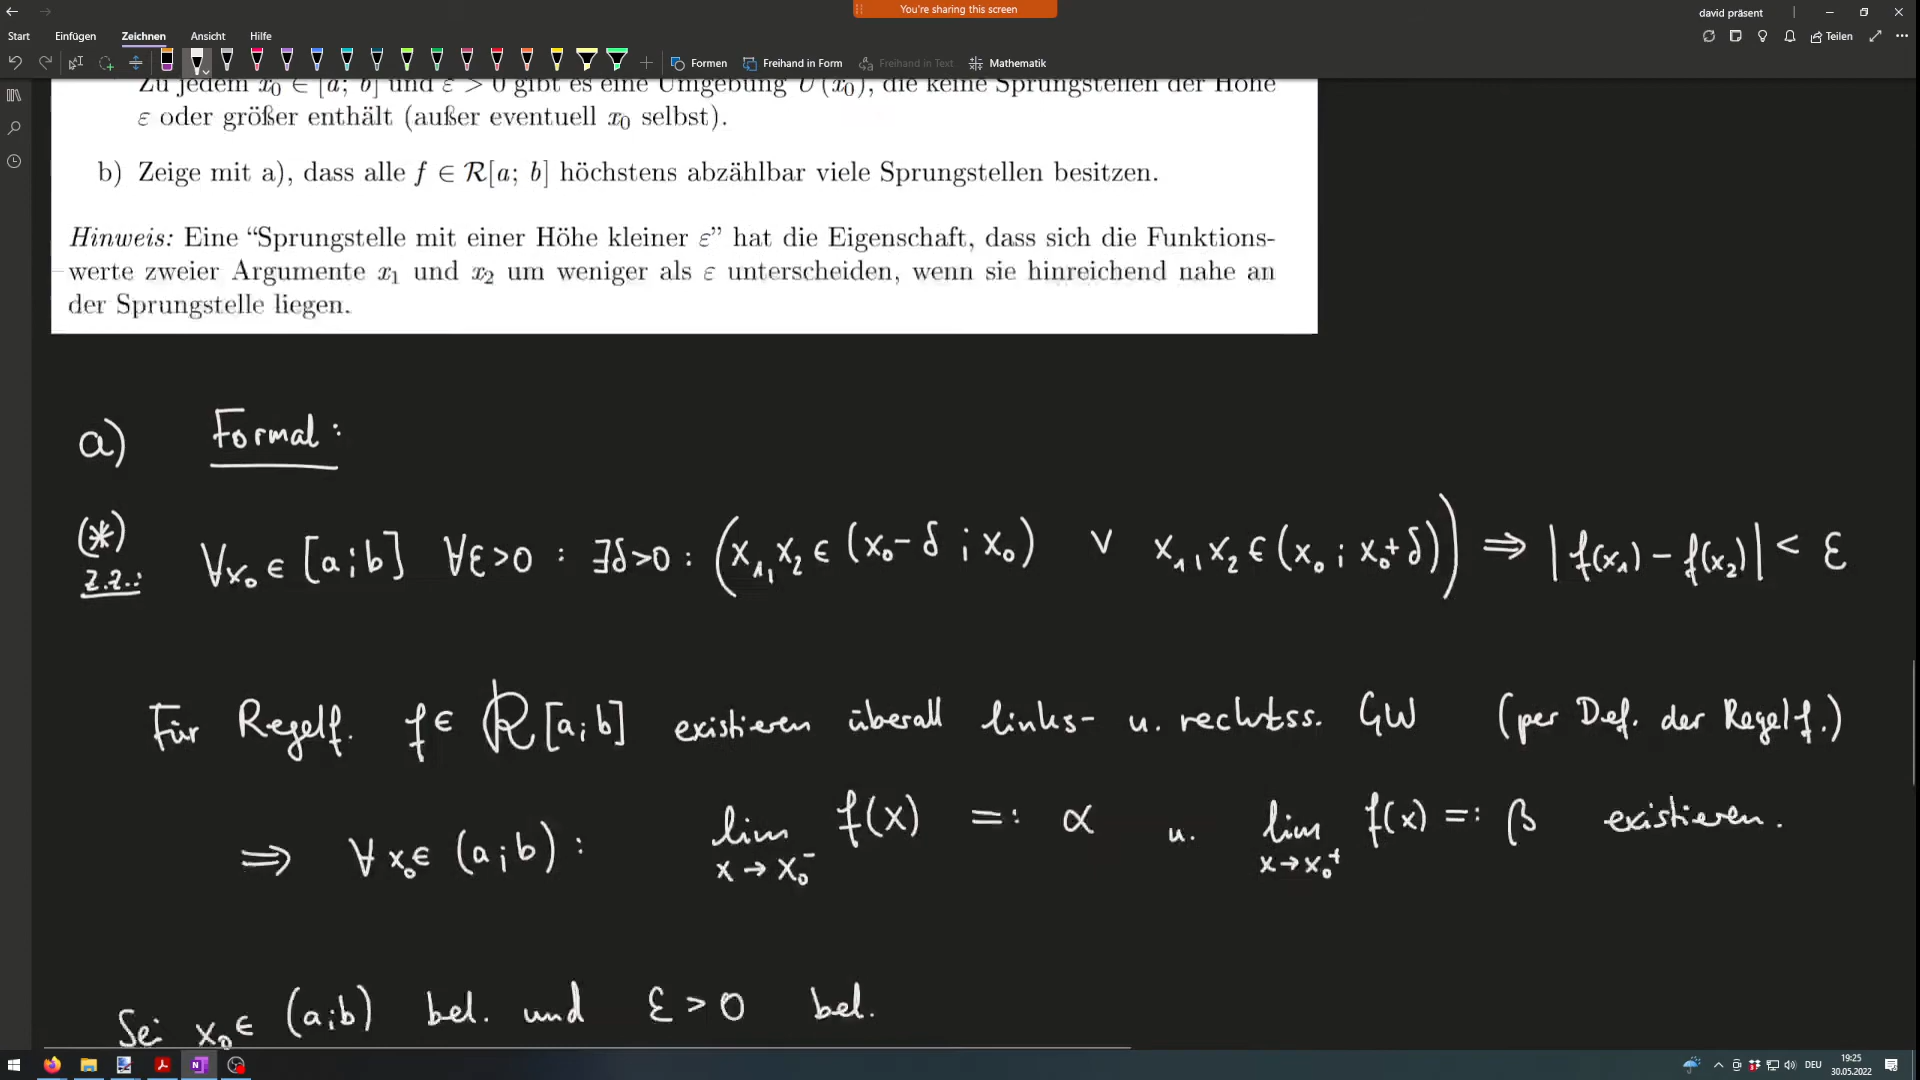 You're sharing this screen
david präsent
Start Einfügen Zeichnen Ansicht Hilfe
Teilen
Formen Freihand in Form Freihand in Text Mathematik
Zu jedem x₀ ∈ [a; b] und ε > 0 gibt es eine Umgebung U(x₀), die keine Sprungstellen der Höhe
ε oder größer enthält (außer eventuell x₀ selbst).
b) Zeige mit a), dass alle f ∈ ℛ[a; b] höchstens abzählbar viele Sprungstellen besitzen.
Hinweis: Eine “Sprungstelle mit einer Höhe kleiner ε” hat die Eigenschaft, dass sich die Funktions-
werte zweier Argumente x₁ und x₂ um weniger als ε unterscheiden, wenn sie hinreichend nahe an
der Sprungstelle liegen.
a) Formal:
(*)
z.z.: ∀x₀ ∈ [a;b] ∀ε>0 : ∃δ>0 : (x₁,x₂ ∈ (x₀-δ ; x₀) ∨ x₁,x₂ ∈ (x₀ ; x₀+δ)) ⇒ |f(x₁) - f(x₂)| < ε
Für Regelf. f ∈ ℛ[a;b] existieren überall links- u. rechtss. GW (per Def. der Regelf.)
⇒ ∀x₀ ∈ (a;b) : lim x→x₀⁻ f(x) =: α u. lim x→x₀⁺ f(x) =: β existieren.
Sei x₀ ∈ (a;b) bel. und ε > 0 bel.
DEU
19:25
30.05.2022